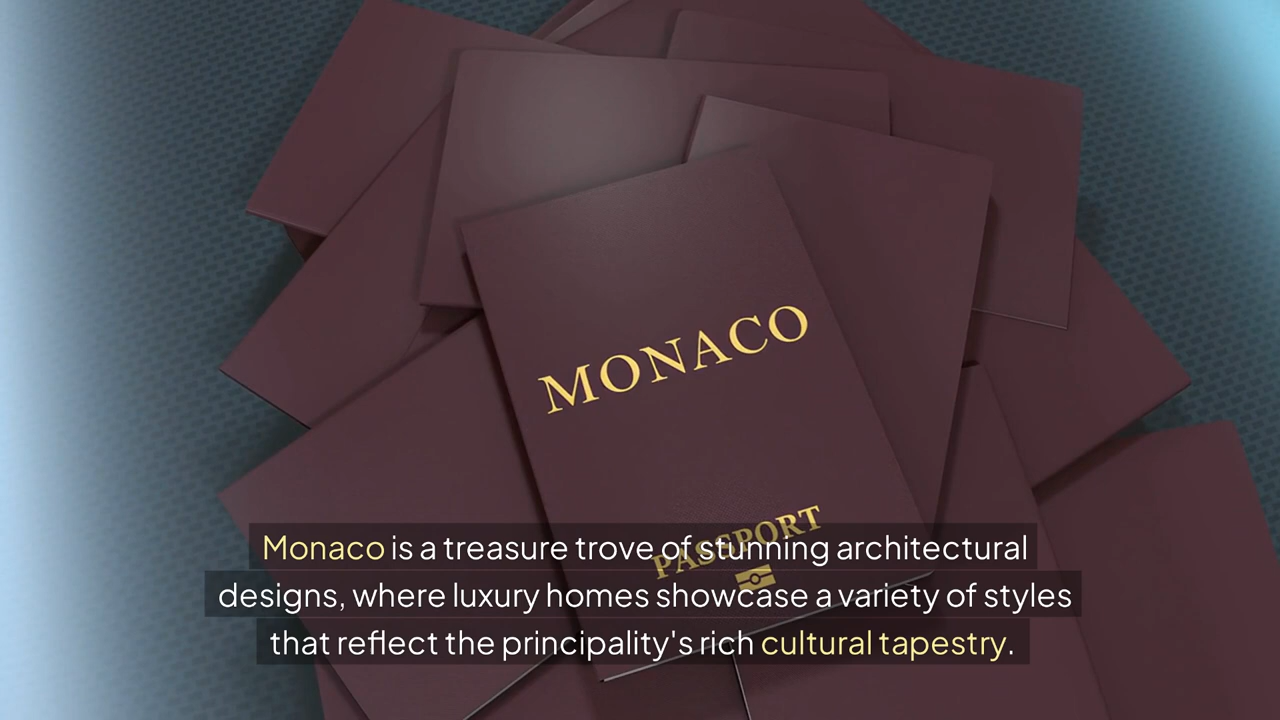 MONACO
PASSPORT
Monaco is a treasure trove of stunning architectural
designs, where luxury homes showcase a variety of styles
that reflect the principality's rich cultural tapestry.